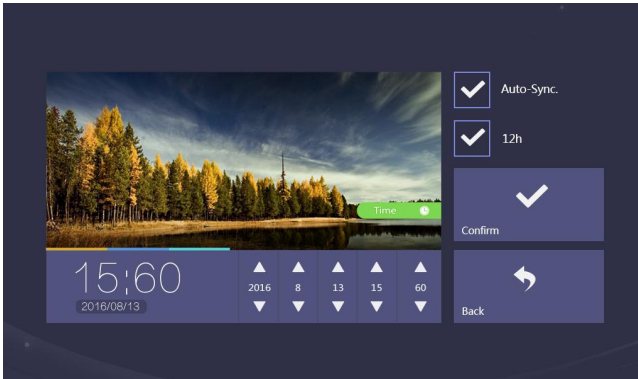 Auto-Sync.
12h
Time
Confirm
15:60
2016/08/13
2016 8 13 15 60
Back